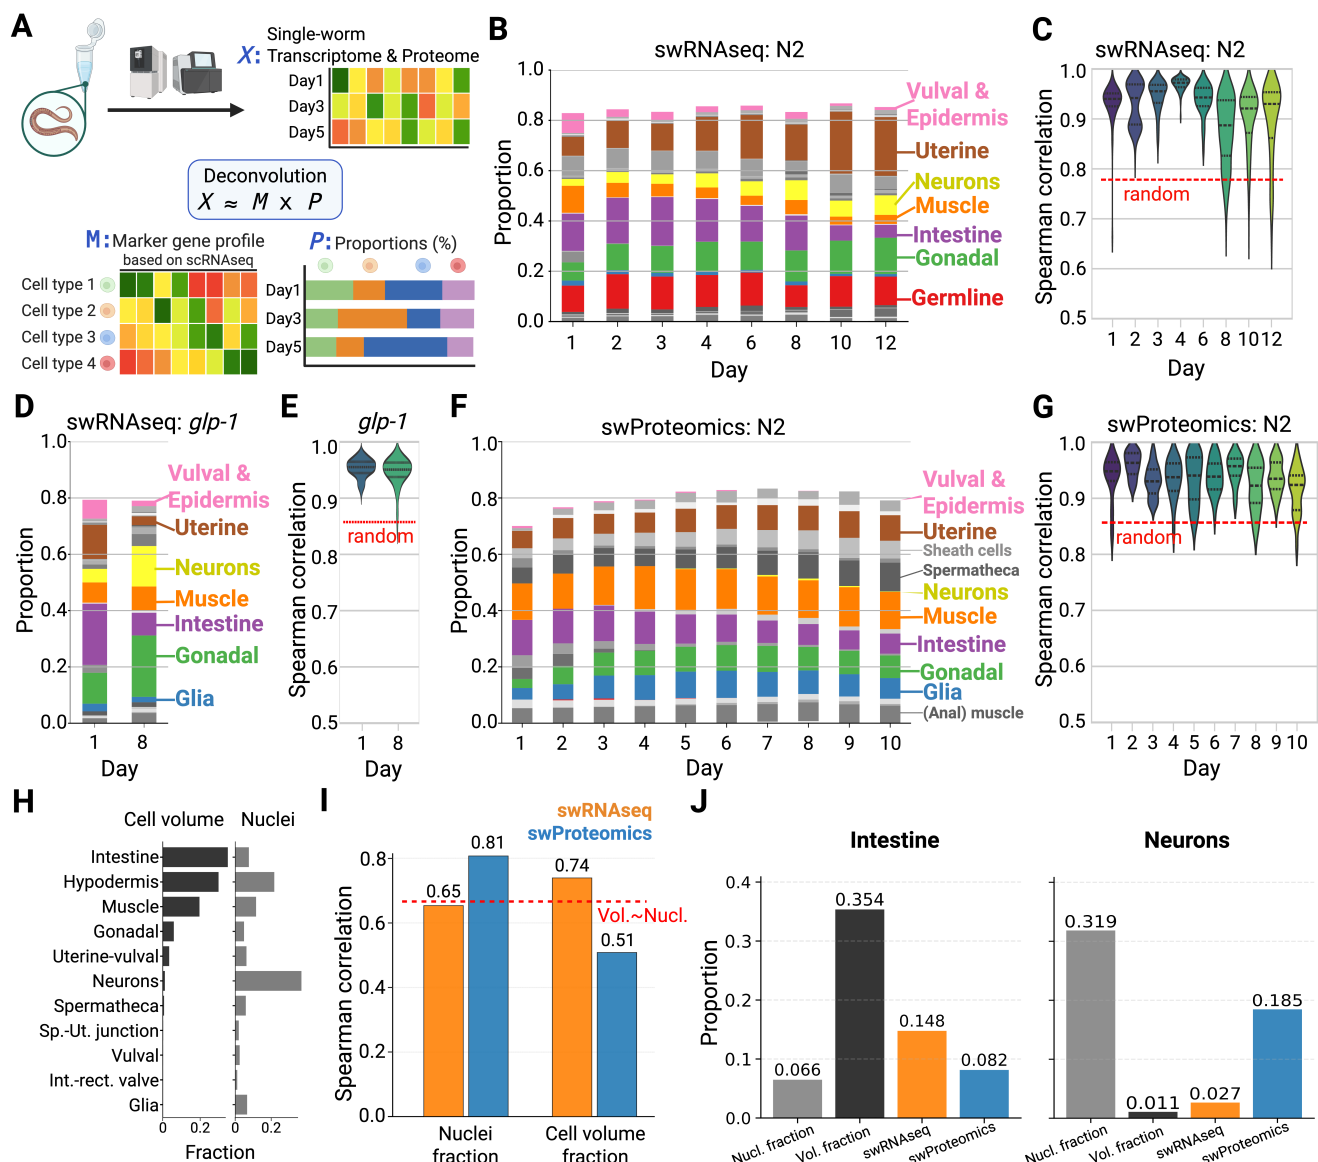 A
Single-worm
X: Transcriptome & Proteome
Day1
Day3
Day5
Deconvolution
X ≈ M x P
M: Marker gene profile
based on scRNAseq
Cell type 1
Cell type 2
Cell type 3
Cell type 4
P: Proportions (%)
Day1
Day3
Day5
B
swRNAseq: N2
Proportion
1.0
0.8
0.6
0.4
0.2
0.0
1 2 3 4 6 8 10 12
Day
Vulval &
Epidermis
Uterine
Neurons
Muscle
Intestine
Gonadal
Germline
C
swRNAseq: N2
Spearman correlation
1.0
0.9
0.8
0.7
0.6
0.5
random
1 2 3 4 6 8 10 12
Day
D
swRNAseq: glp-1
Proportion
1.0
0.8
0.6
0.4
0.2
0.0
1 8
Day
Vulval &
Epidermis
Uterine
Neurons
Muscle
Intestine
Gonadal
Glia
E
glp-1
Spearman correlation
1.0
0.9
0.8
0.7
0.6
0.5
random
1 8
Day
F
swProteomics: N2
Proportion
1.0
0.8
0.6
0.4
0.2
0.0
1 2 3 4 5 6 7 8 9 10
Day
Vulval &
Epidermis
Uterine
Sheath cells
Spermatheca
Neurons
Muscle
Intestine
Gonadal
Glia
(Anal) muscle
G
swProteomics: N2
Spearman correlation
1.0
0.9
0.8
0.7
0.6
0.5
random
1 2 3 4 5 6 7 8 9 10
Day
H
Cell volume Nuclei
Intestine
Hypodermis
Muscle
Gonadal
Uterine-vulval
Neurons
Spermatheca
Sp.-Ut. junction
Vulval
Int.-rect. valve
Glia
0 0.2 0 0.2
Fraction
I
swRNAseq
swProteomics
Spearman correlation
0.8
0.6
0.4
0.2
0.0
0.65
0.81
0.74
0.51
Vol.~Nucl.
Nuclei
fraction
Cell volume
fraction
J
Intestine
Proportion
0.4
0.3
0.2
0.1
0.0
0.066
0.354
0.148
0.082
Nucl. fraction
Vol. fraction
swRNAseq
swProteomics
Neurons
0.319
0.011
0.027
0.185
Nucl. fraction
Vol. fraction
swRNAseq
swProteomics